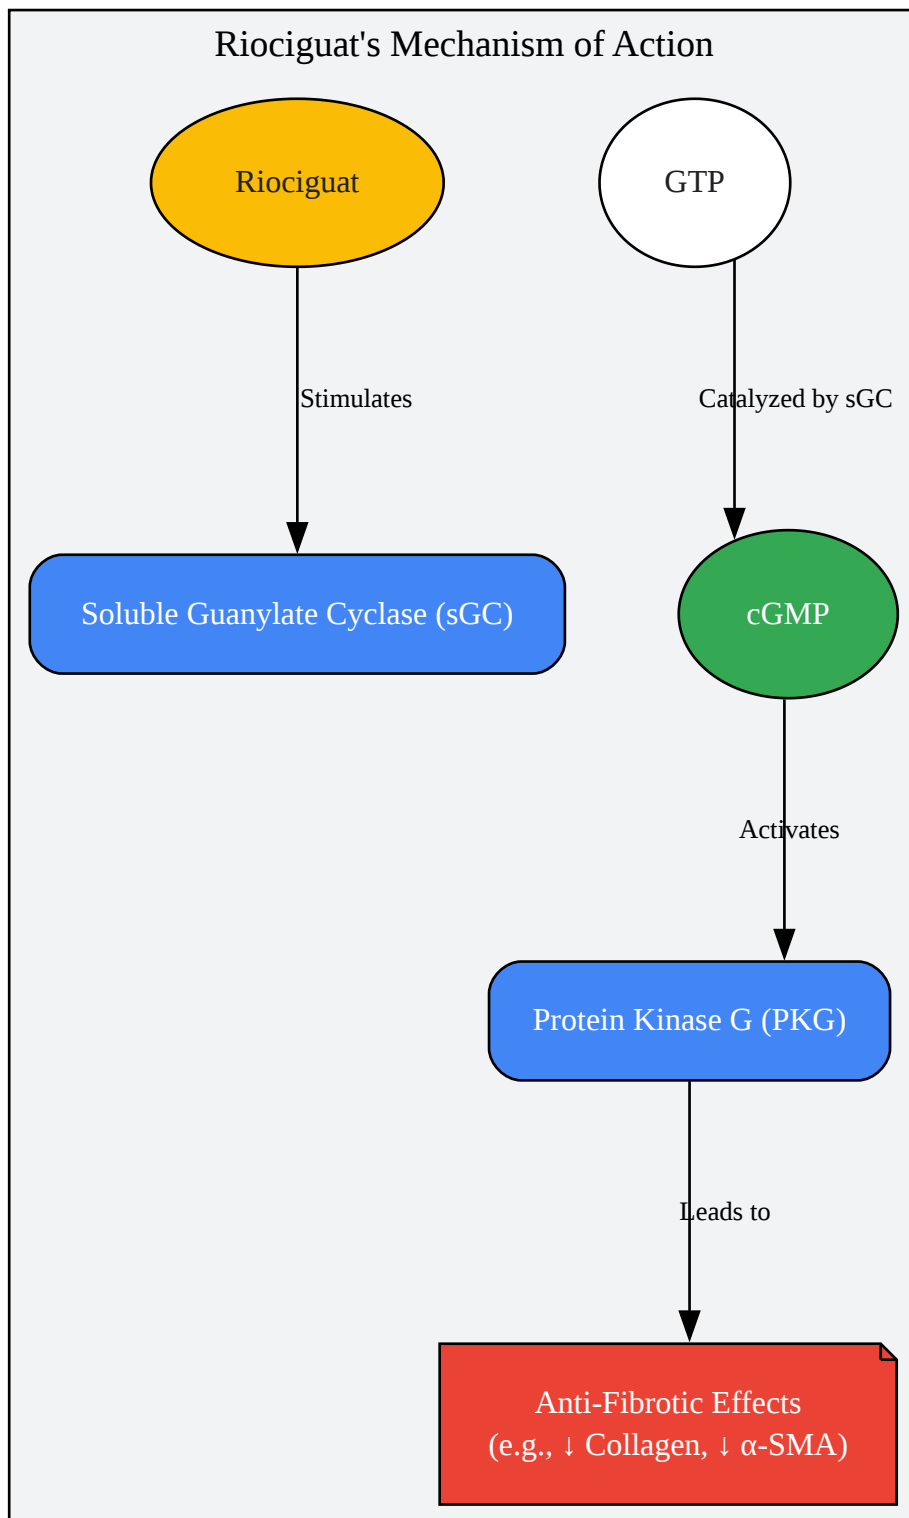 Riociguat's Mechanism of Action
Riociguat
GTP
Stimulates
Catalyzed by sGC
Soluble Guanylate Cyclase (sGC)
cGMP
Activates
Protein Kinase G (PKG)
Leads to
Anti-Fibrotic Effects
(e.g., ↓ Collagen, ↓ α-SMA)